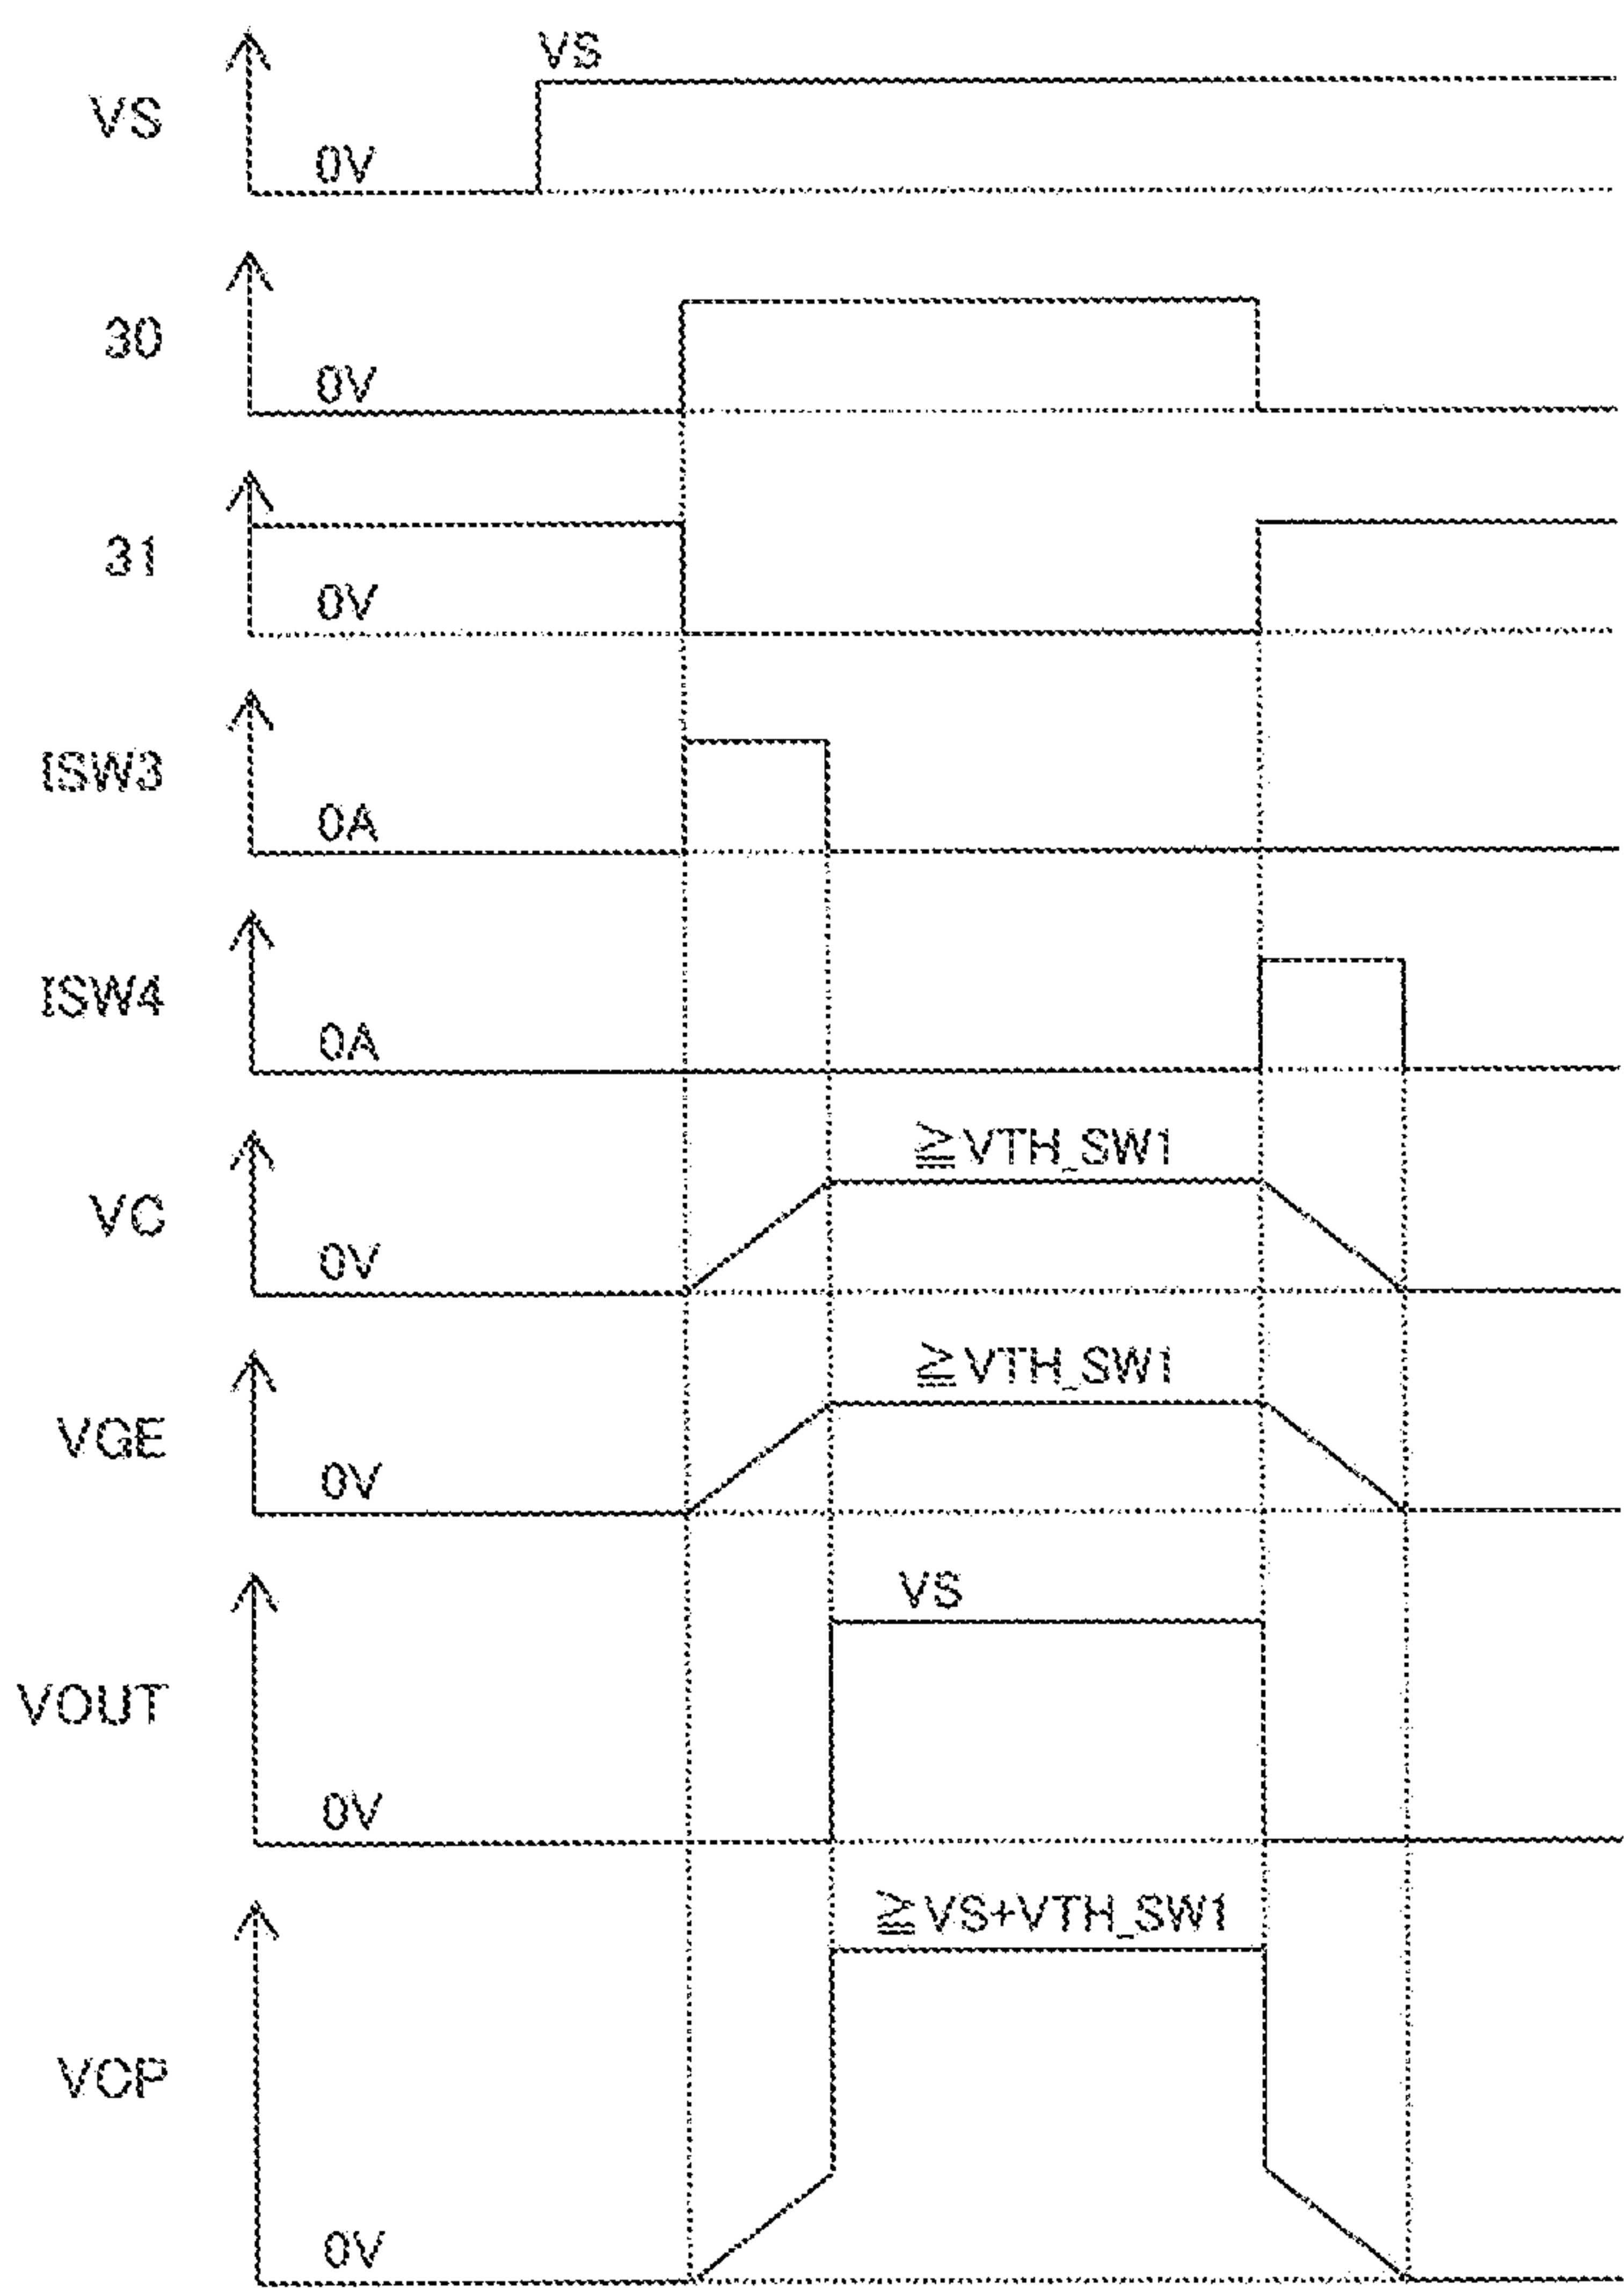 VS
VS
0V
30
0V
31
0V
ISW3
0A
ISW4
0A
≧VTH_SW1
VC
0V
≧VTH_SW1
VGE
0V
VS
VOUT
0V
≧VS+VTH_SW1
VCP
0V